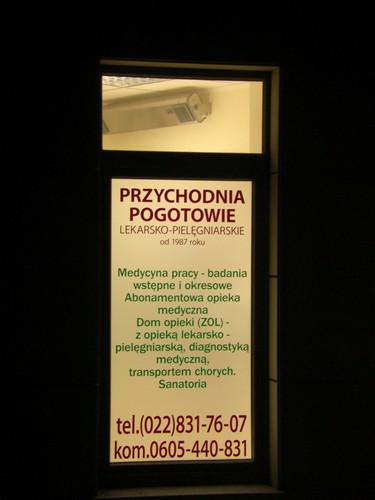 PRZYCHODNIA
POGOTOWIE
LEKARSKO-PIELĘGNIARSKIE
od 1987 roku
Medycyna pracy - badania
wstępne i okresowe
Abonamentowa opieka
medyczna
Dom opieki (ZOL) -
z opieką lekarsko -
pielęgniarską, diagnostyką
medyczną,
transportem chorych.
Sanatoria
tel.(022)831-76-07
kom.0605-440-831